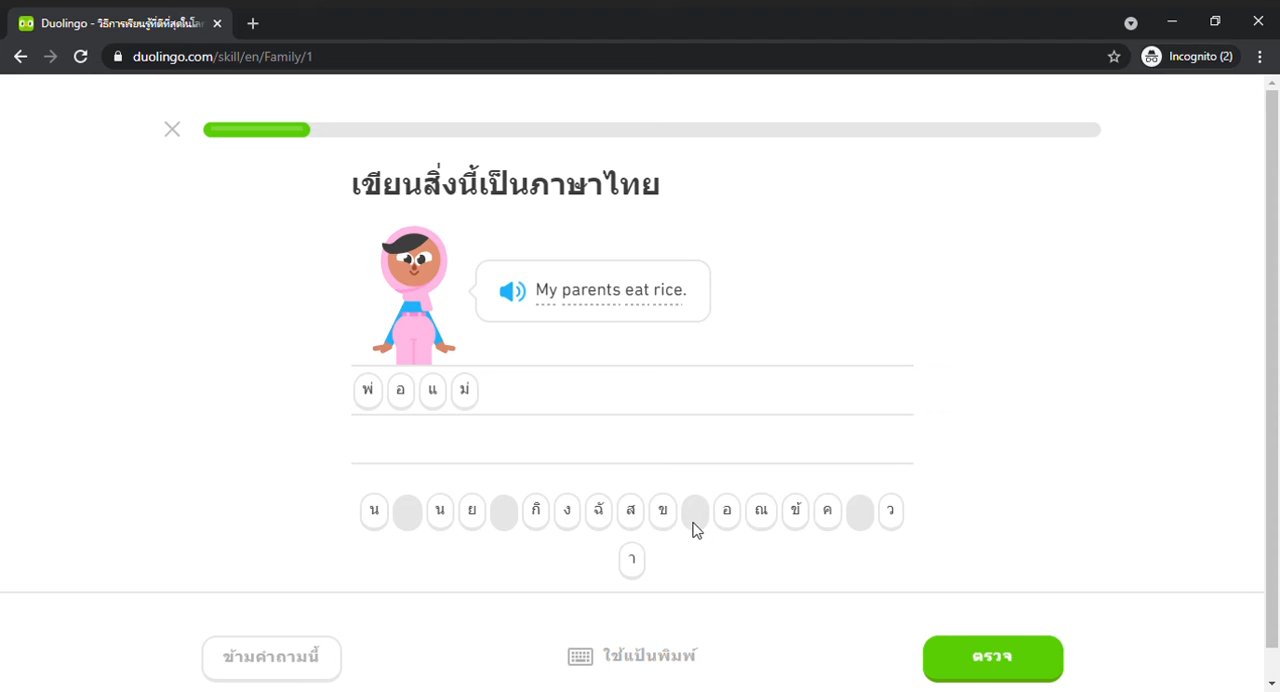 Duolingo - วิธีการเรียนรู้ที่ดีที่สุดในโล
duolingo.com/skill/en/Family/1
Incognito (2)
เขียนสิ่งนี้เป็นภาษาไทย
My parents eat rice.
พ่ อ แ ม่
น น ย กิ ง ฉั ส ข อ ณ ข้ ค ว
า
ข้ามคำถามนี้
ใช้แป้นพิมพ์
ตรวจ